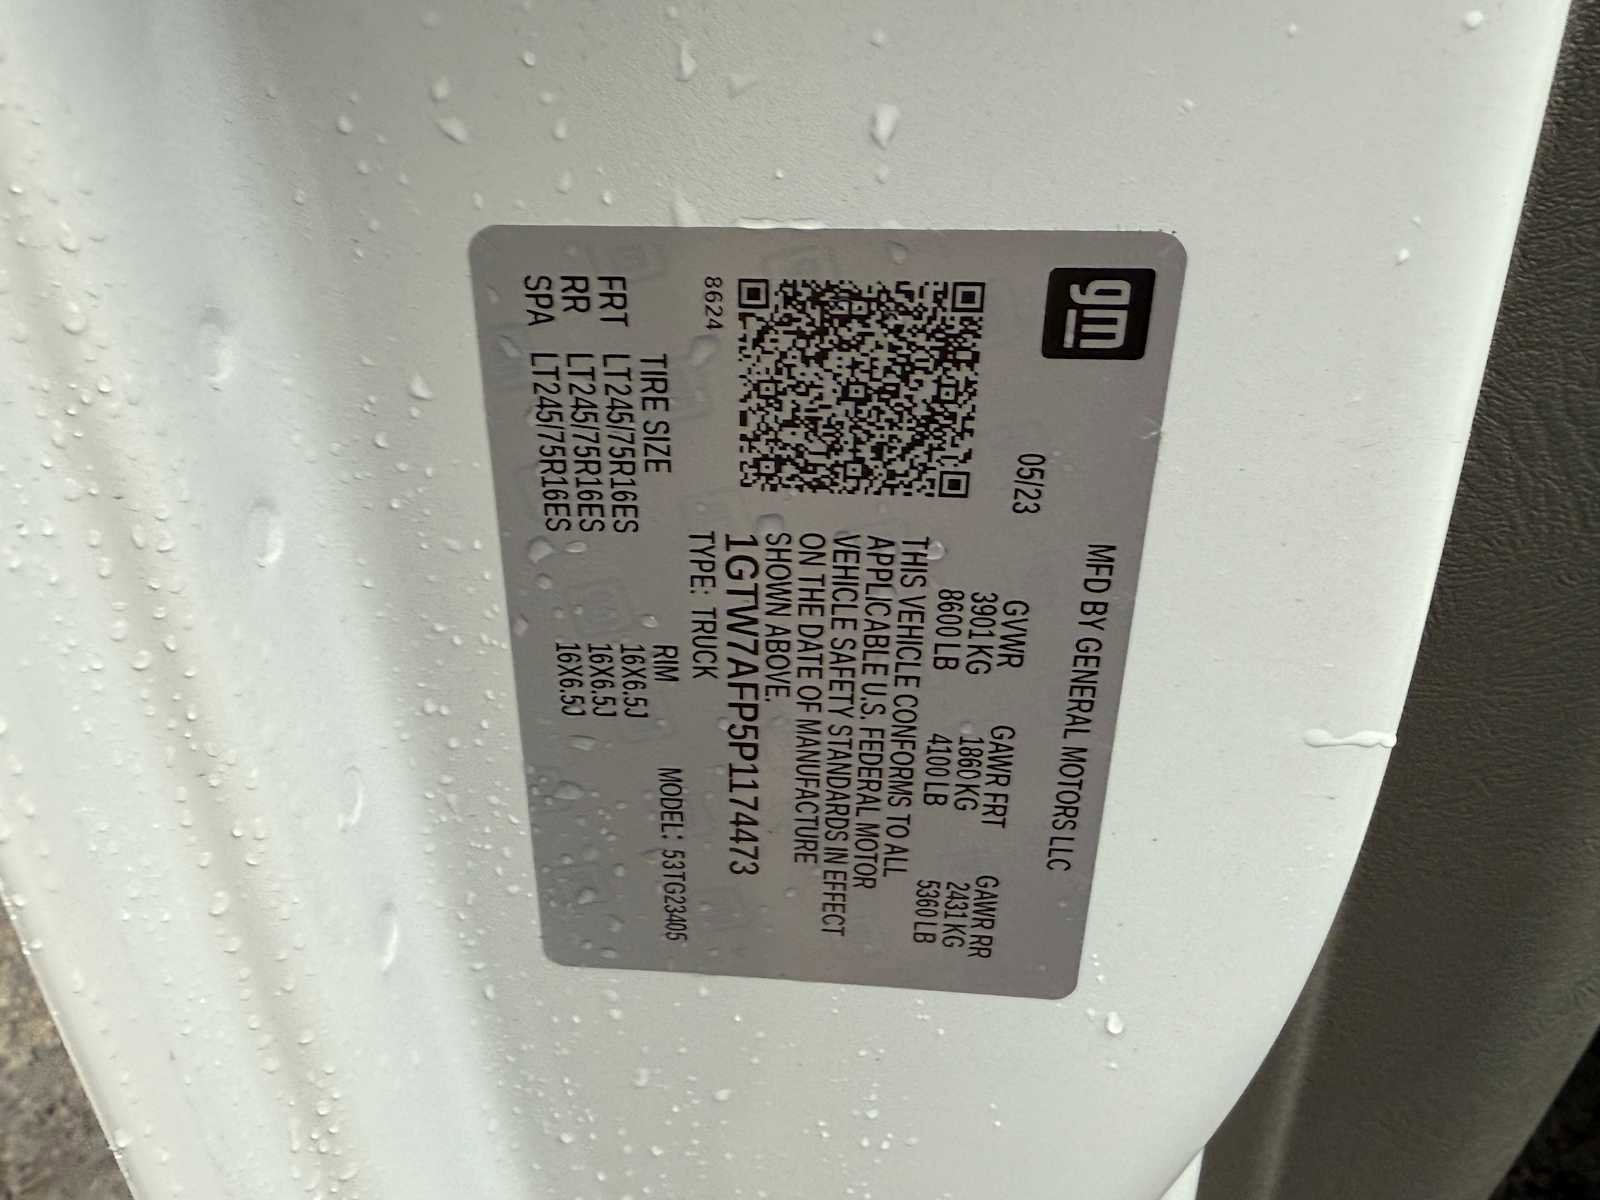 gm
MFD BY GENERAL MOTORS LLC
05/23 GVWR GAWR FRT GAWR RR
3901 KG 1860 KG 2431 KG
8600 LB 4100 LB 5360 LB
THIS VEHICLE CONFORMS TO ALL
APPLICABLE U.S. FEDERAL MOTOR
VEHICLE SAFETY STANDARDS IN EFFECT
ON THE DATE OF MANUFACTURE
SHOWN ABOVE.
1GTW7AFP5P1174473
8624 TYPE: TRUCK
TIRE SIZE RIM MODEL: 53TG23405
FRT LT245/75R16ES 16X6.5J
RR LT245/75R16ES 16X6.5J
SPA LT245/75R16ES 16X6.5J